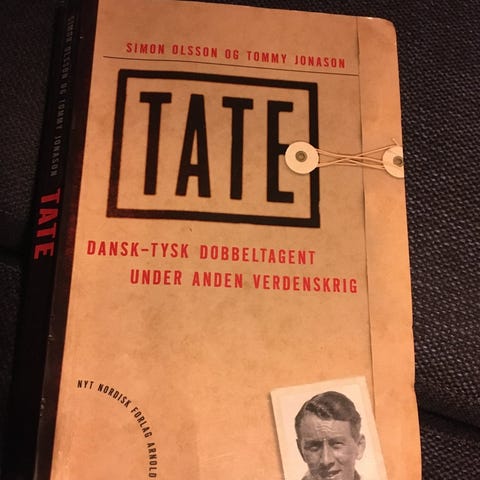 SIMON OLSSON OG TOMMY JONASON
TATE
DANSK-TYSK DOBBELTAGENT
UNDER ANDEN VERDENSKRIG
NYT NORDISK FORLAG ARNOLD
SIMON OLSSON OG TOMMY JONASON
TATE